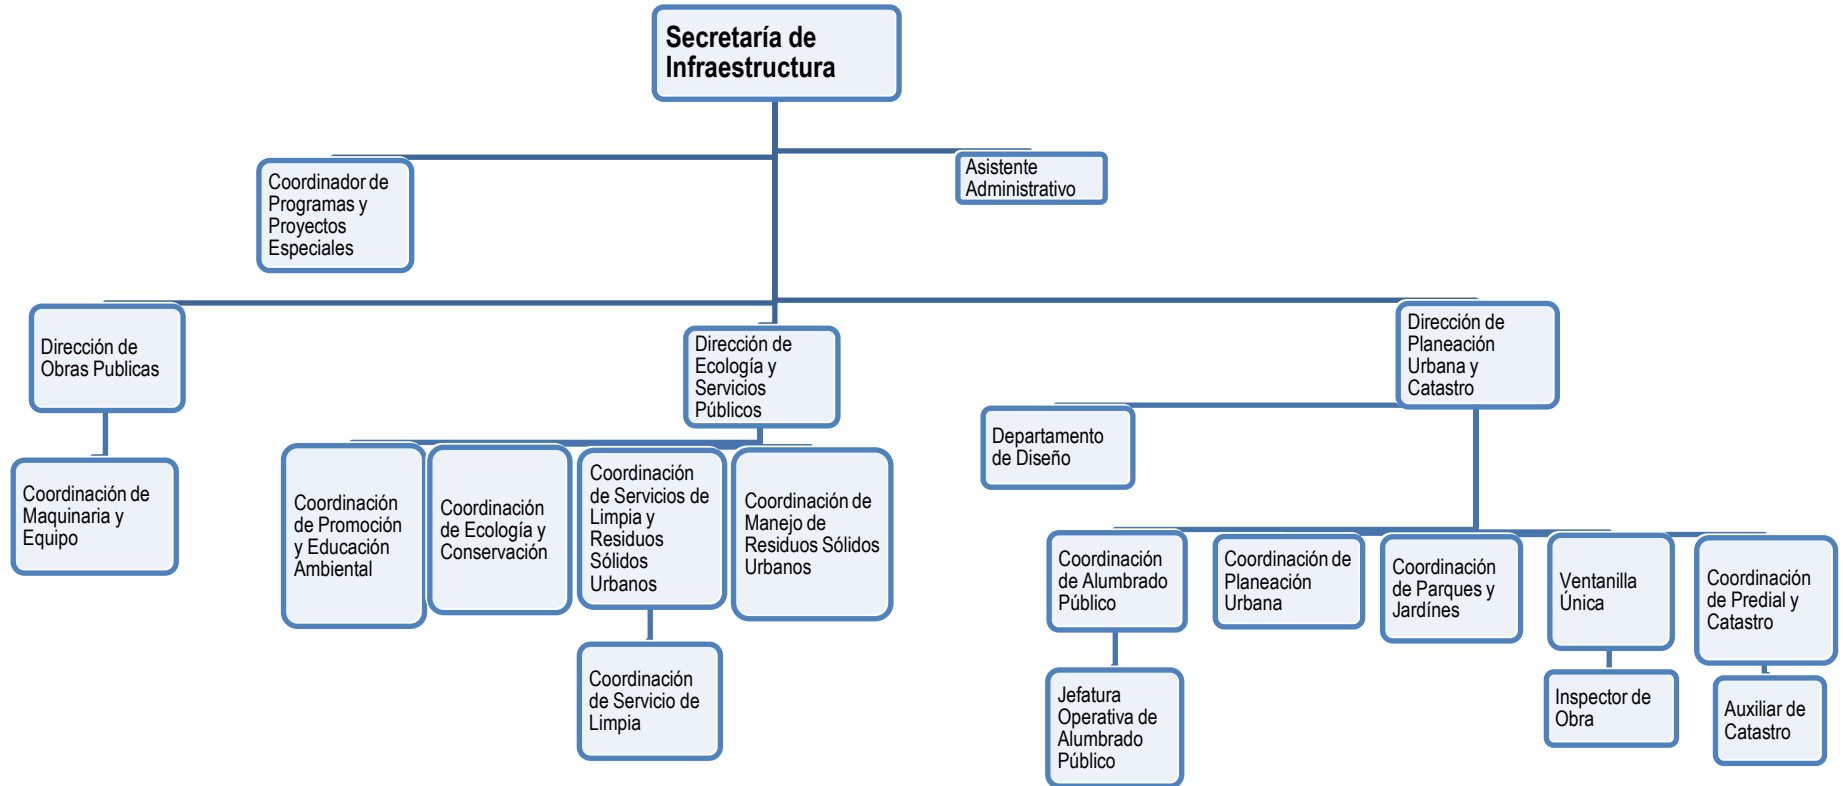 Secretaría de
Infraestructura
Coordinador de
Programas y
Proyectos
Especiales
Asistente
Administrativo
Dirección de
Obras Publicas
Dirección de
Ecología y
Servicios
Públicos
Dirección de
Planeación
Urbana y
Catastro
Departamento
de Diseño
Coordinación de
Maquinaria y
Equipo
Coordinación
de Promoción
y Educación
Ambiental
Coordinación
de Ecología y
Conservación
Coordinación
de Servicios de
Limpia y
Residuos
Sólidos
Urbanos
Coordinación de
Manejo de
Residuos Sólidos
Urbanos
Coordinación
de Alumbrado
Público
Coordinación de
Planeación
Urbana
Coordinación
de Parques y
Jardínes
Ventanilla
Única
Coordinación
de Predial y
Catastro
Coordinación
de Servicio de
Limpia
Jefatura
Operativa de
Alumbrado
Público
Inspector de
Obra
Auxiliar de
Catastro